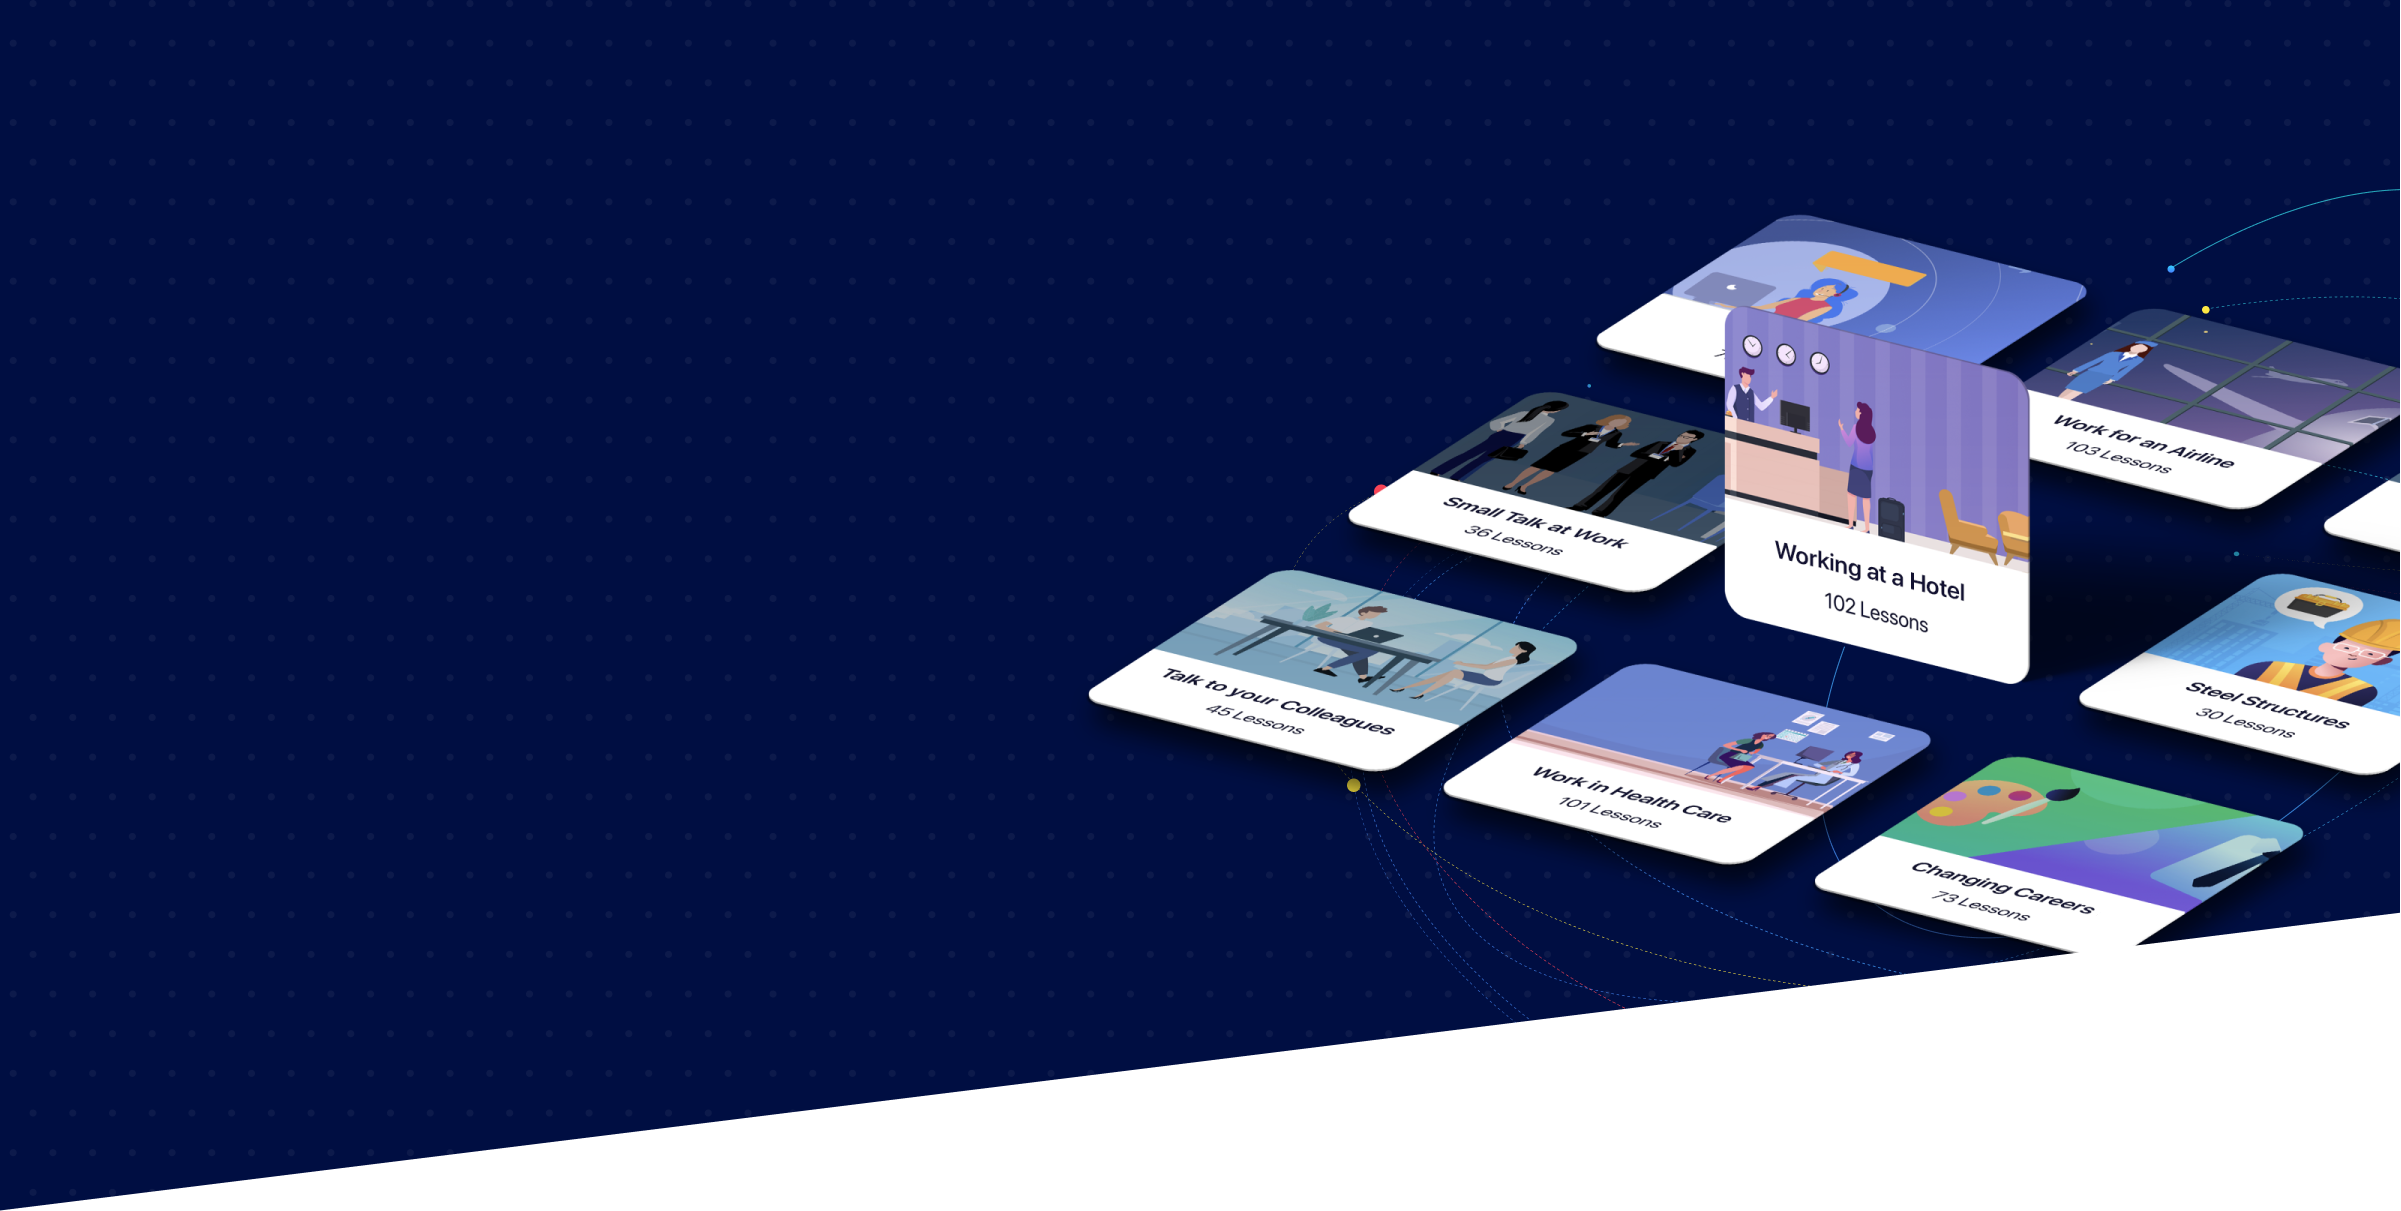 Work for an Airline
103 Lessons
Small Talk at Work
36 Lessons
Working at a Hotel
102 Lessons
Talk to your Colleagues
45 Lessons
Steel Structures
30 Lessons
Work in Health Care
101 Lessons
Changing Careers
73 Lessons